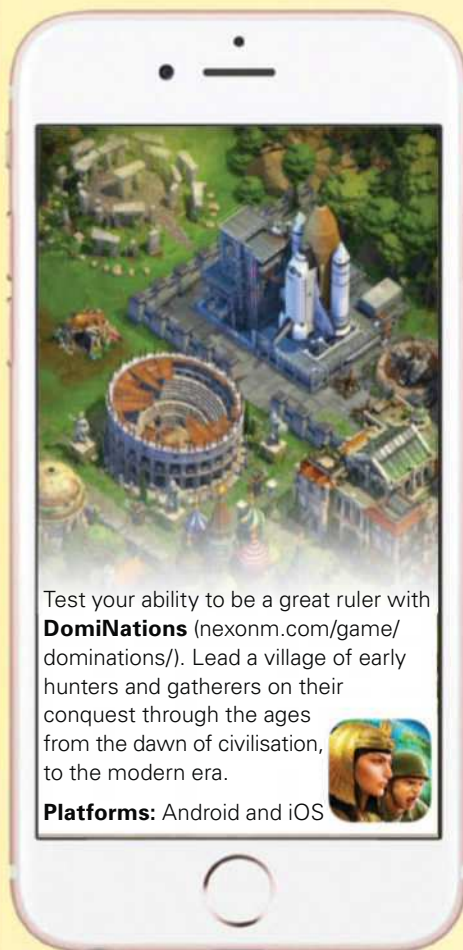 Test your ability to be a great ruler with
DomiNations (nexonm.com/game/
dominations/). Lead a village of early
hunters and gatherers on their
conquest through the ages
from the dawn of civilisation,
to the modern era.
Platforms: Android and iOS